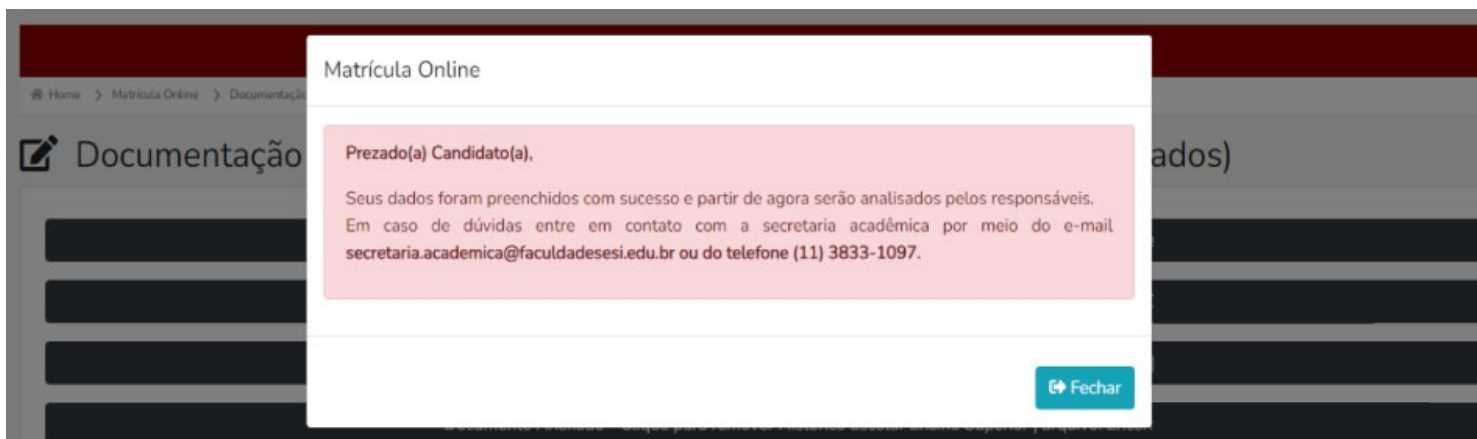 Matrícula Online
Home > Matrícula Online > Documentação
Documentação
ados)
Prezado(a) Candidato(a),
Seus dados foram preenchidos com sucesso e partir de agora serão analisados pelos responsáveis.
Em caso de dúvidas entre em contato com a secretaria acadêmica por meio do e-mail
secretaria.academica@faculdadesesi.edu.br ou do telefone (11) 3833-1097.
Fechar